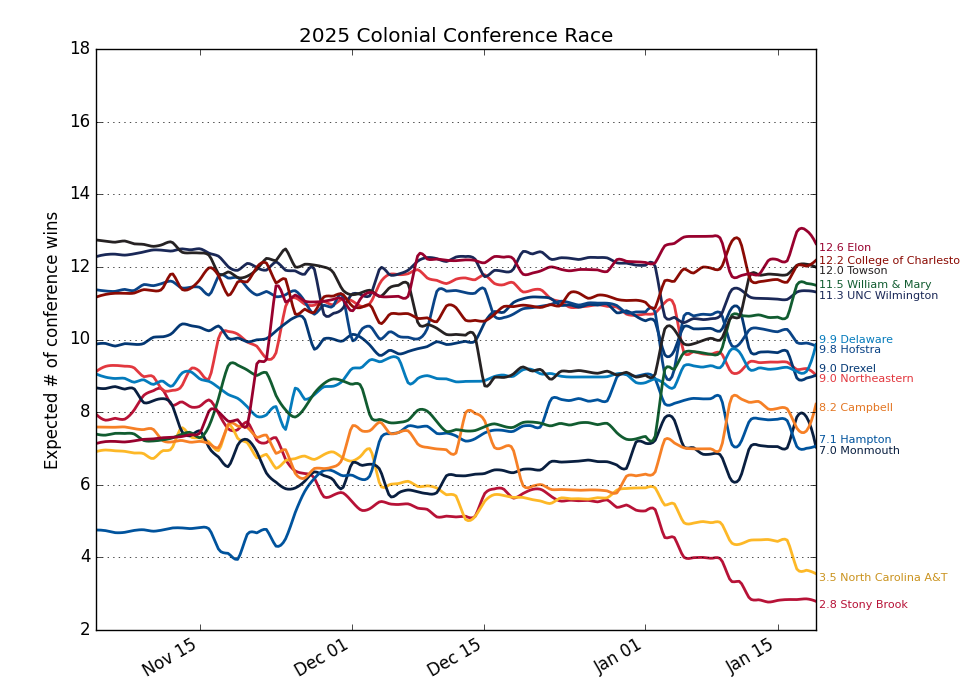 2025 Colonial Conference Race
Expected # of conference wins
18
16
14
12
10
8
6
4
2
Nov 15
Dec 01
Dec 15
Jan 01
Jan 15
12.6 Elon
12.2 College of Charlesto
12.0 Towson
11.5 William & Mary
11.3 UNC Wilmington
9.9 Delaware
9.8 Hofstra
9.0 Drexel
9.0 Northeastern
8.2 Campbell
7.1 Hampton
7.0 Monmouth
3.5 North Carolina A&T
2.8 Stony Brook